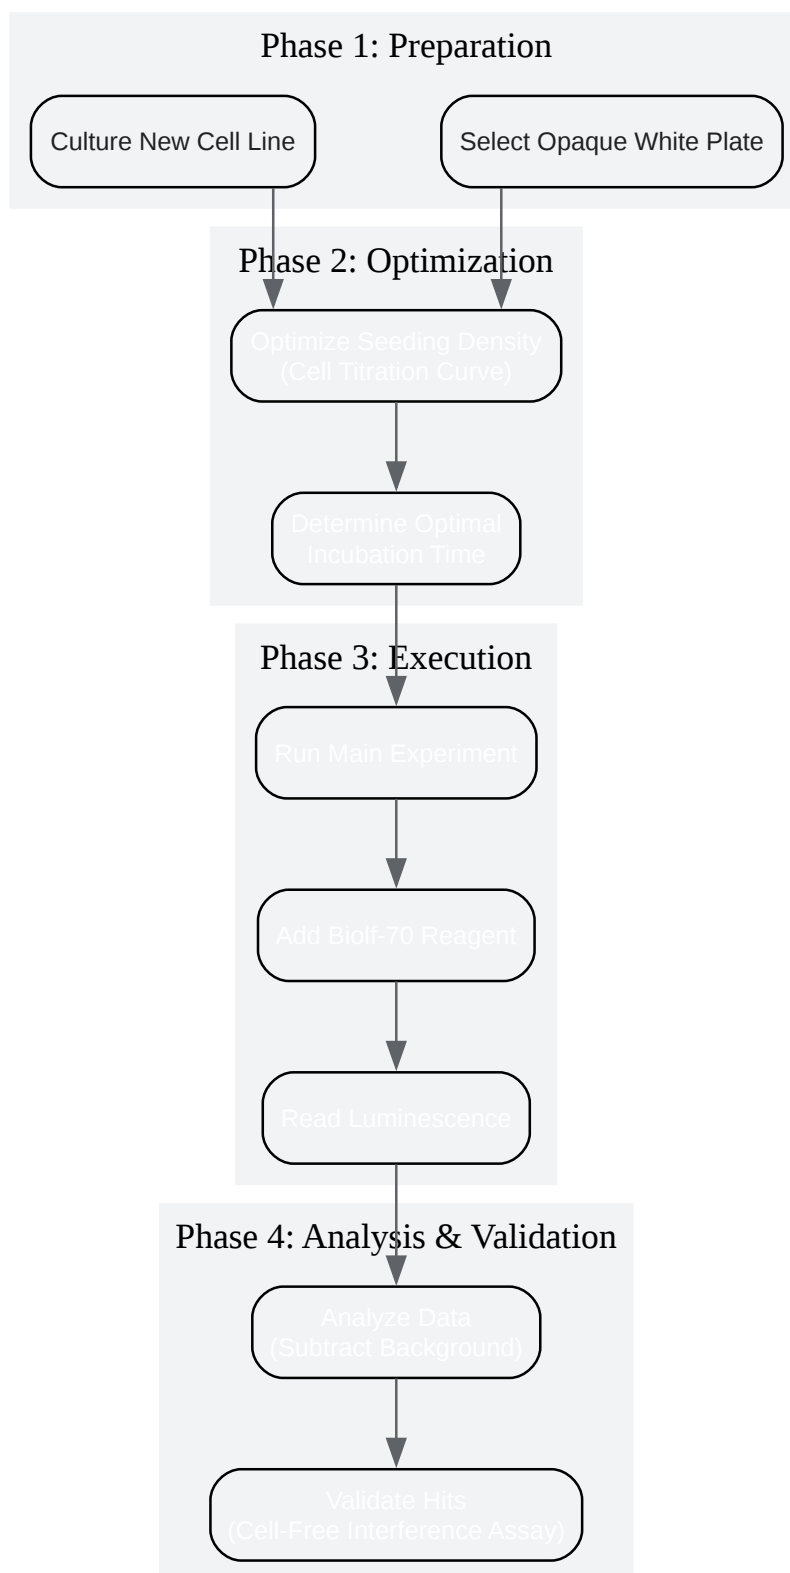 Phase 1: Preparation
Culture New Cell Line
Select Opaque White Plate
Phase 2: Optimization
Optimize Seeding Density
(Cell Titration Curve)
Determine Optimal
Incubation Time
Phase 3: Execution
Run Main Experiment
Add Biolf-70 Reagent
Read Luminescence
Phase 4: Analysis & Validation
Analyze Data
(Subtract Background)
Validate Hits
(Cell-Free Interference Assay)